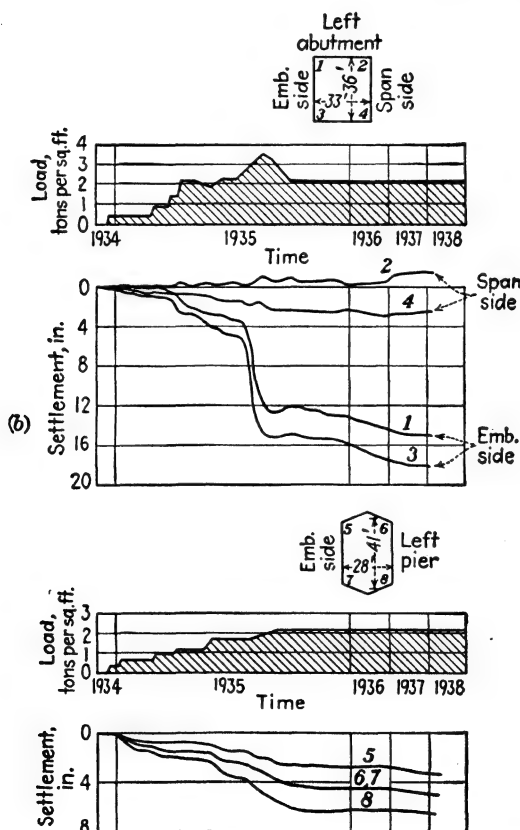 Left
abutment
Emb.
side
1 2
33' 36'
3 4
Span
side
Load,
tons per sq.ft.
4
3
2
1
0
1934 1935 1936 1937 1938
Time
(b)
Settlement, in.
0
4
8
12
16
20
2
4
1
3
Span
side
Emb.
side
Emb.
side
5 6
28" 41'
7 8
Left
pier
Load,
tons per sq.ft.
3
2
1
0
1934 1935 1936 1937 1938
Time
Settlement,
in.
0
4
8
5
6,7
8